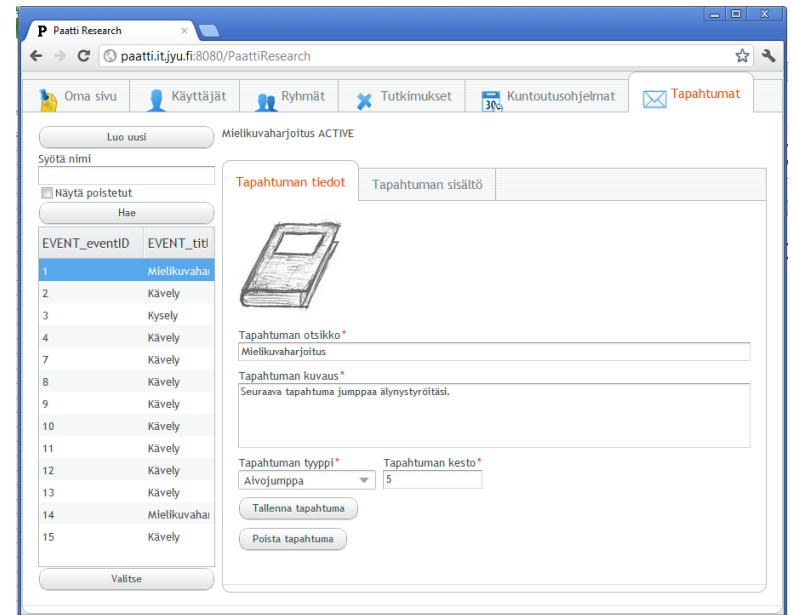 Paatti Research
paatti.it.jyu.fi:8080/PaattiResearch
Oma sivu
Käyttäjät
Ryhmät
Tutkimukset
Kuntoutusohjelmat
Tapahtumat
Luo uusi
Syötä nimi
Näytä poistetut
Hae
EVENT_eventID EVENT_titl
1 Mielikuvahar
2 Kävely
3 Kysely
4 Kävely
7 Kävely
8 Kävely
9 Kävely
10 Kävely
11 Kävely
12 Kävely
13 Kävely
14 Mielikuvahar
15 Kävely
Valitse
Mielikuvaharjoitus ACTIVE
Tapahtuman tiedot
Tapahtuman sisältö
Tapahtuman otsikko*
Mielikuvaharjoitus
Tapahtuman kuvaus*
Seuraava tapahtuma jumppaa älynystyröitäsi.
Tapahtuman tyyppi* Tapahtuman kesto*
Aivojumppa 5
Tallenna tapahtuma
Poista tapahtuma